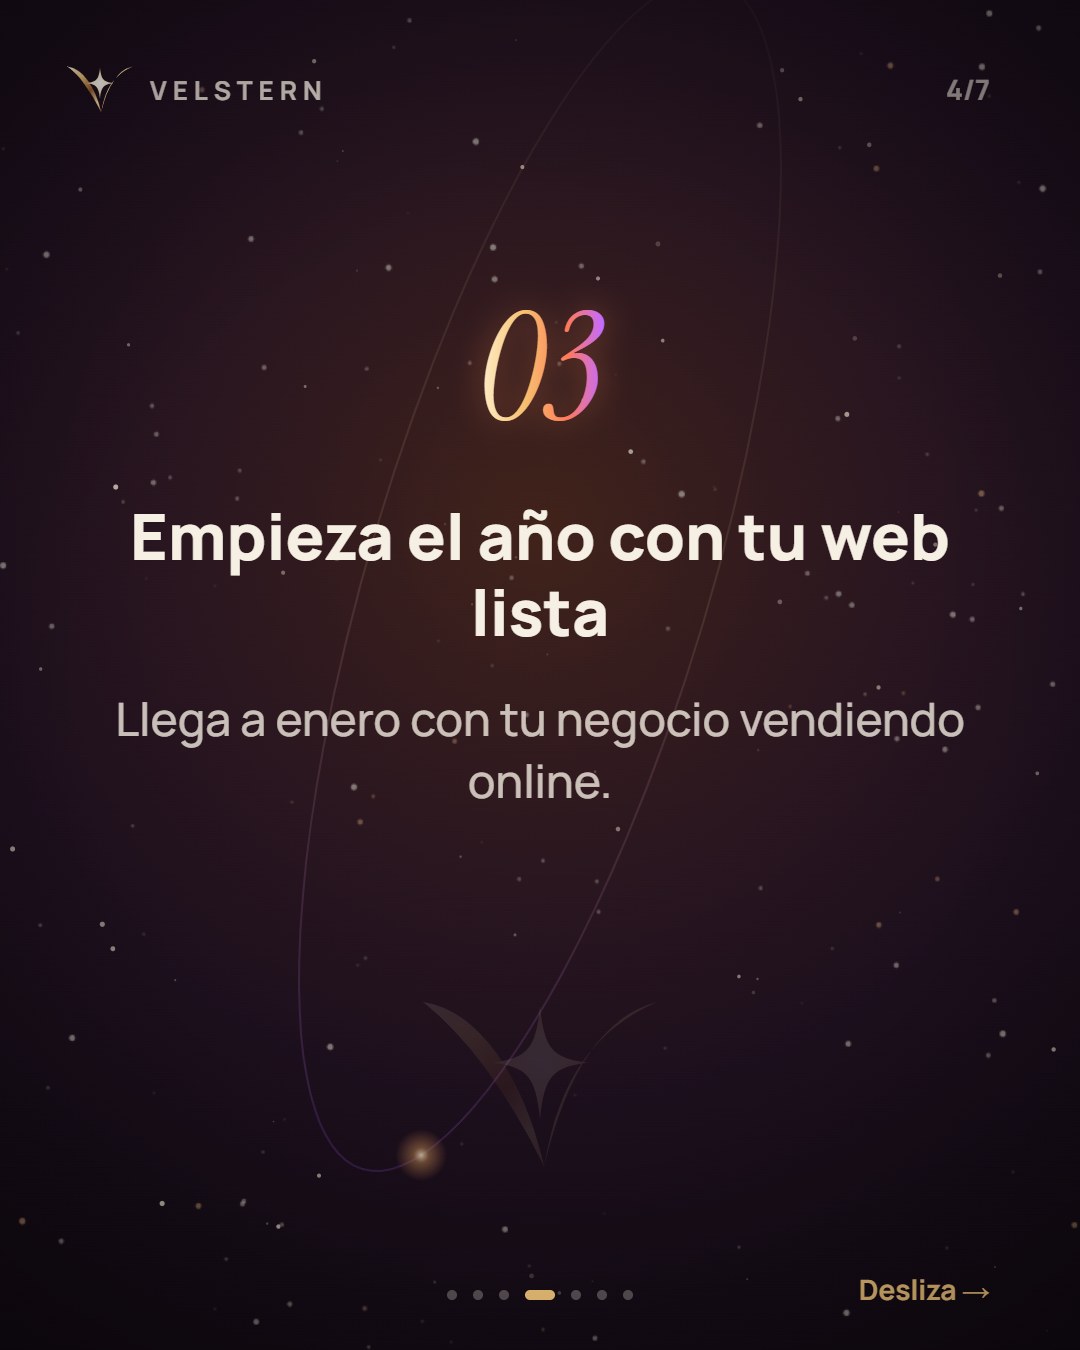 VELSTERN
4/7
03
Empieza el año con tu web
lista
Llega a enero con tu negocio vendiendo
online.
Desliza →